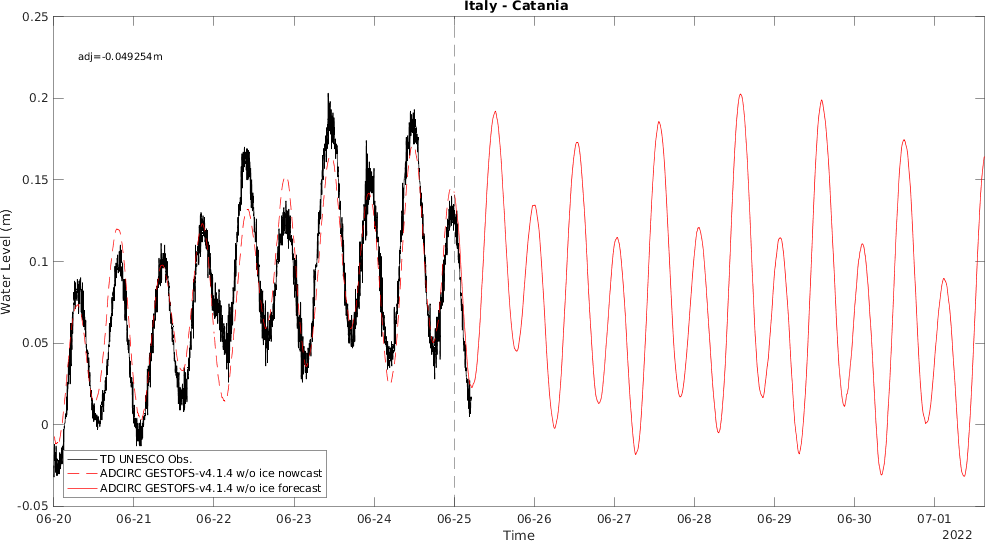 Italy - Catania
adj=-0.049254m
0.25
0.2
0.15
0.1
0.05
0
-0.05
Water Level (m)
TD UNESCO Obs.
ADCIRC GESTOFS-v4.1.4 w/o ice nowcast
ADCIRC GESTOFS-v4.1.4 w/o ice forecast
06-20 06-21 06-22 06-23 06-24 06-25 06-26 06-27 06-28 06-29 06-30 07-01
Time
2022